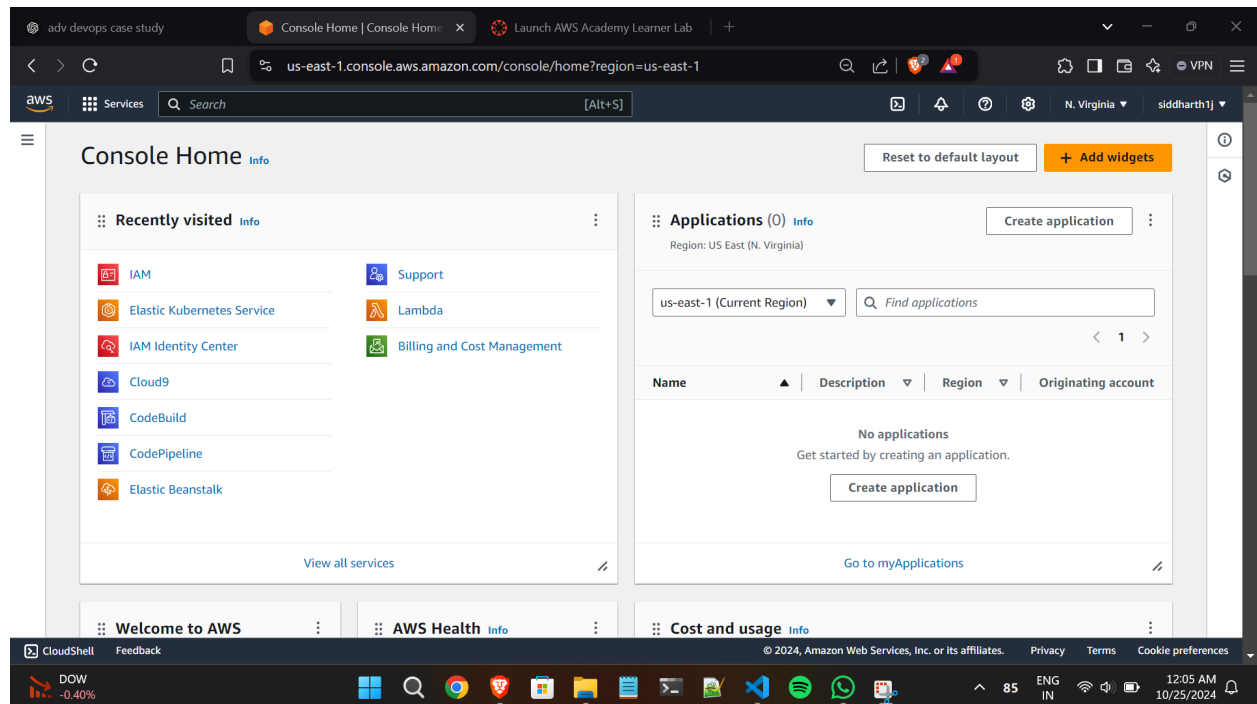 adv devops case study
Console Home | Console Home
Launch AWS Academy Learner Lab
us-east-1.console.aws.amazon.com/console/home?region=us-east-1
2
1
VPN
aws
Services
Search
[Alt+S]
N. Virginia
siddharth1j
Console Home Info
Reset to default layout
+ Add widgets
Recently visited Info
IAM
Elastic Kubernetes Service
IAM Identity Center
Cloud9
CodeBuild
CodePipeline
Elastic Beanstalk
Support
Lambda
Billing and Cost Management
View all services
Applications (0) Info
Region: US East (N. Virginia)
Create application
us-east-1 (Current Region)
Find applications
1
Name
Description
Region
Originating account
No applications
Get started by creating an application.
Create application
Go to myApplications
Welcome to AWS
AWS Health Info
Cost and usage Info
CloudShell
Feedback
© 2024, Amazon Web Services, Inc. or its affiliates.
Privacy
Terms
Cookie preferences
DOW
-0.40%
85
ENG
IN
12:05 AM
10/25/2024